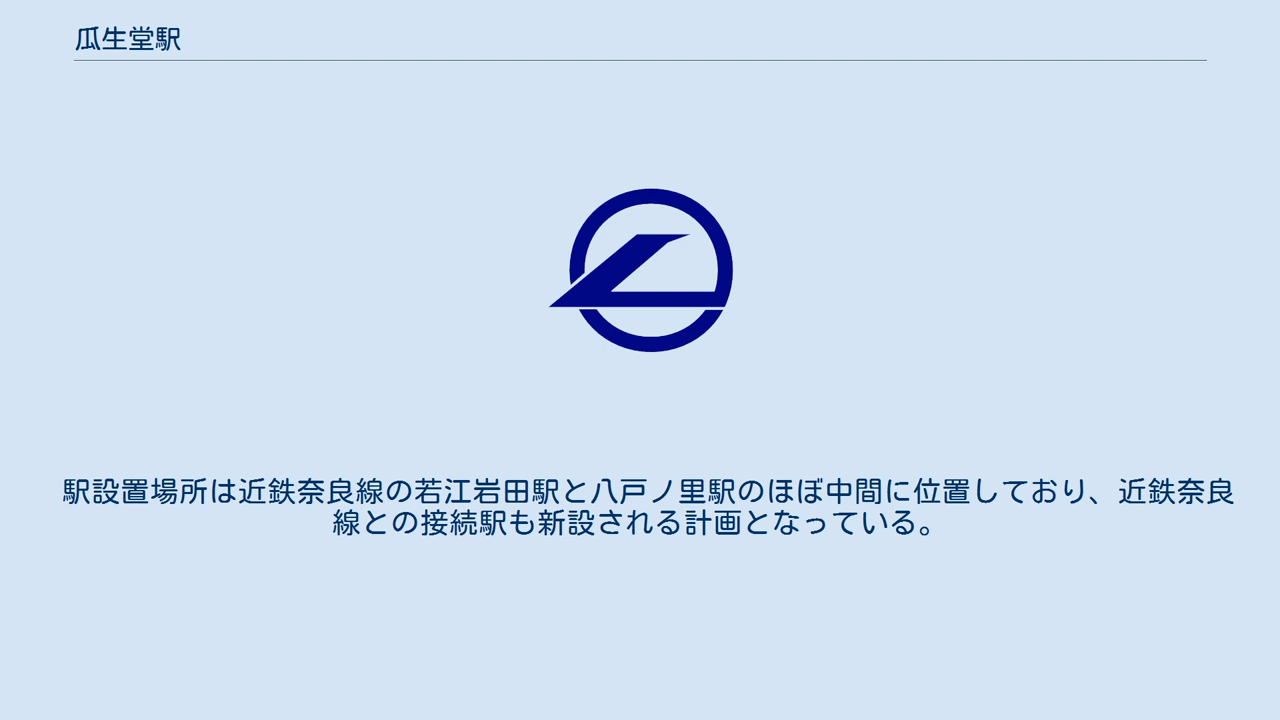 瓜生堂駅
駅設置場所は近鉄奈良線の若江岩田駅と八戸ノ里駅のほぼ中間に位置しており、近鉄奈良
線との接続駅も新設される計画となっている。